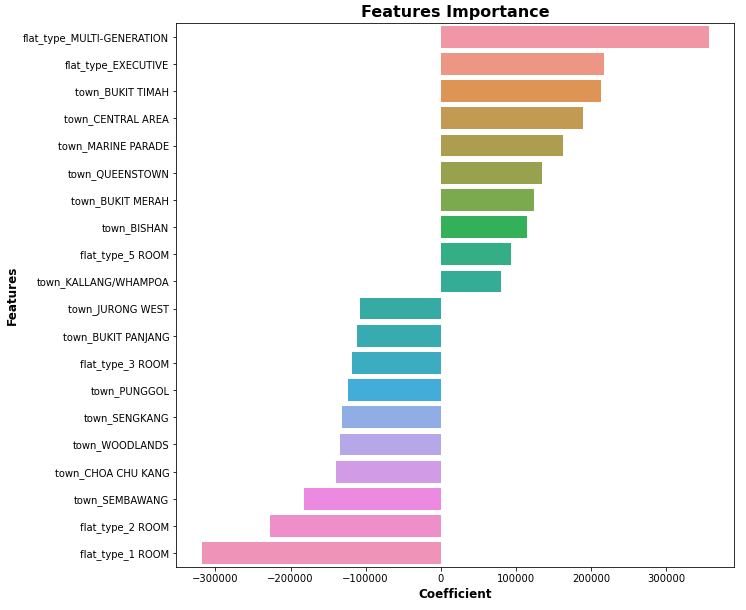 Features Importance
flat_type_MULTI-GENERATION
flat_type_EXECUTIVE
town_BUKIT TIMAH
town_CENTRAL AREA
town_MARINE PARADE
town_QUEENSTOWN
town_BUKIT MERAH
town_BISHAN
flat_type_5 ROOM
town_KALLANG/WHAMPOA
town_JURONG WEST
town_BUKIT PANJANG
flat_type_3 ROOM
town_PUNGGOL
town_SENGKANG
town_WOODLANDS
town_CHOA CHU KANG
town_SEMBAWANG
flat_type_2 ROOM
flat_type_1 ROOM
Features
−300000 −200000 −100000 0 100000 200000 300000
Coefficient